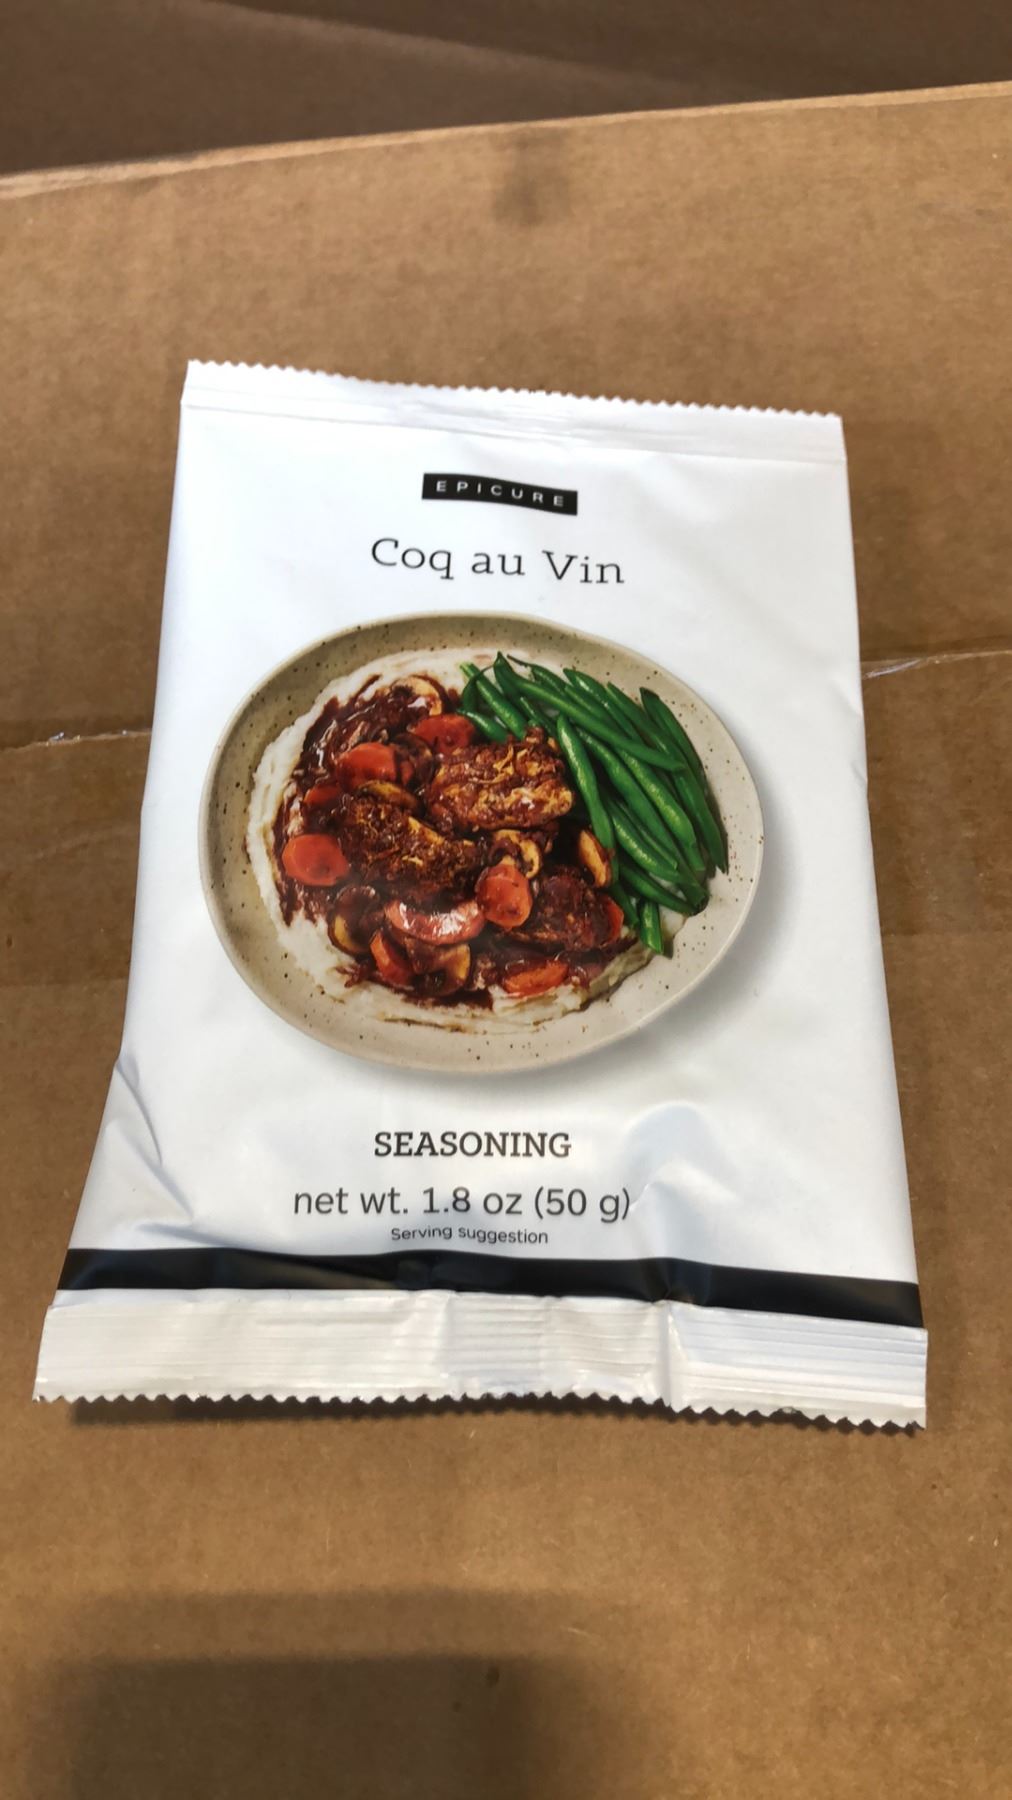 EPICURE
Coq au Vin
SEASONING
net wt. 1.8 oz (50 g)
Serving suggestion